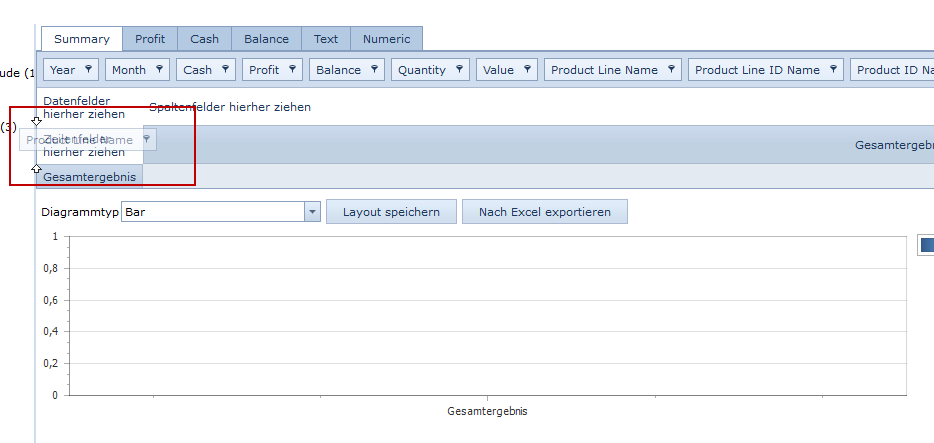 Summary Profit Cash Balance Text Numeric
ude (1
Year Month Cash Profit Balance Quantity Value Product Line Name Product Line ID Name Product ID Na
Datenfelder
hierher ziehen
Spaltenfelder hierher ziehen
(3)
Product Line Name
Zeilenfelder
hierher ziehen
Gesamtergebn
Gesamtergebnis
Diagrammtyp Bar Layout speichern Nach Excel exportieren
1
0,8
0,6
0,4
0,2
0
Gesamtergebnis